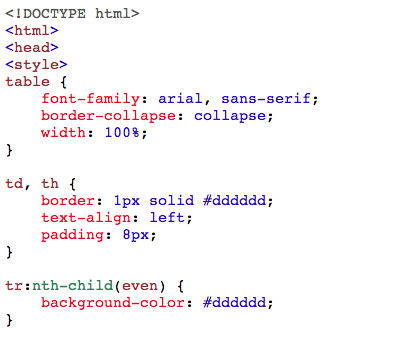 <!DOCTYPE html>
<html>
<head>
<style>
table {
    font-family: arial, sans-serif;
    border-collapse: collapse;
    width: 100%;
}

td, th {
    border: 1px solid #dddddd;
    text-align: left;
    padding: 8px;
}

tr:nth-child(even) {
    background-color: #dddddd;
}